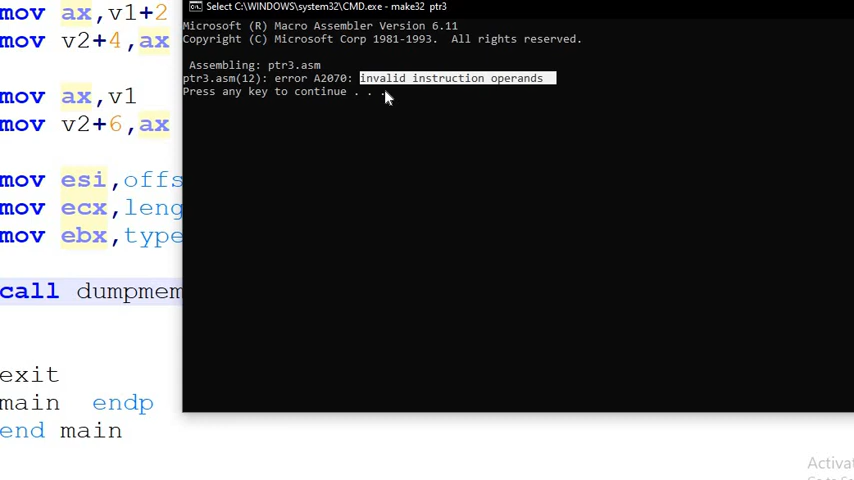 mov ax,v1+2
mov v2+4,ax
mov ax,v1
mov v2+6,ax
mov esi,offs
mov ecx,leng
mov ebx,type
call dumpmem
exit
main endp
end main
Select C:\WINDOWS\system32\CMD.exe - make32 ptr3
Microsoft (R) Macro Assembler Version 6.11
Copyright (C) Microsoft Corp 1981-1993. All rights reserved.
Assembling: ptr3.asm
ptr3.asm(12): error A2070: invalid instruction operands
Press any key to continue . . .
Activat